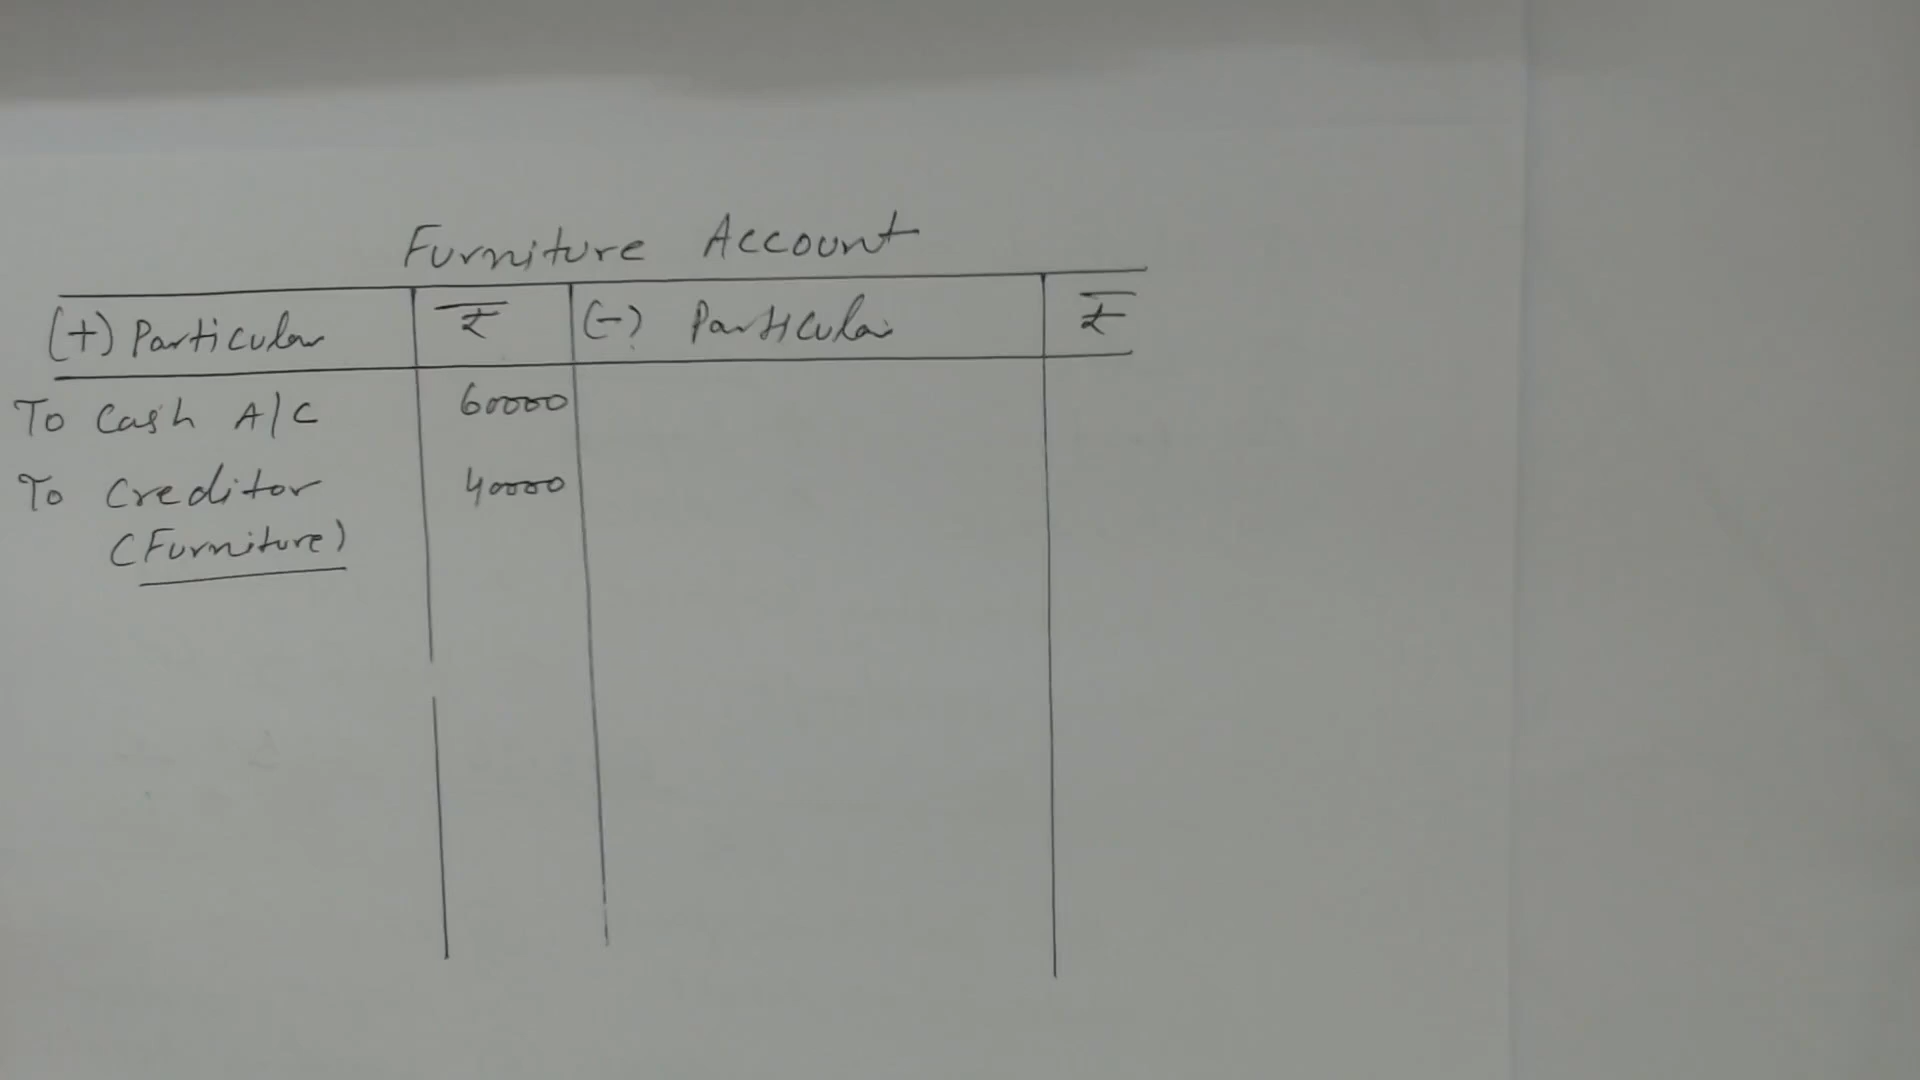 Furniture Account
(+) Particular ₹ (-) Particular ₹
To Cash A/C 60000
To Creditor 40000
(Furniture)